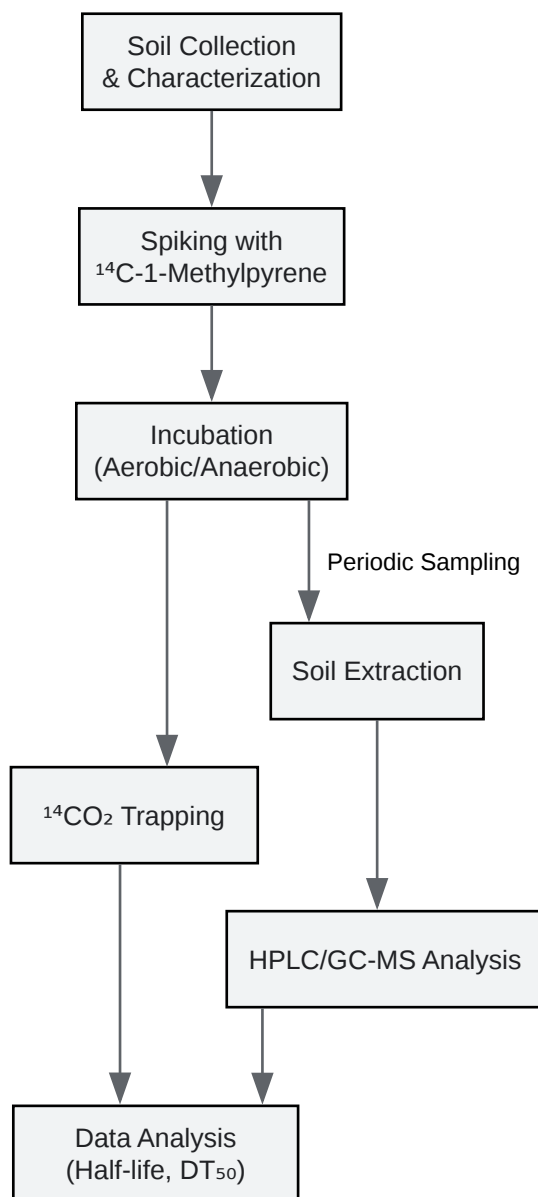 Soil Collection
& Characterization
Spiking with
¹⁴C-1-Methylpyrene
Incubation
(Aerobic/Anaerobic)
Periodic Sampling
Soil Extraction
¹⁴CO₂ Trapping
HPLC/GC-MS Analysis
Data Analysis
(Half-life, DT₅₀)